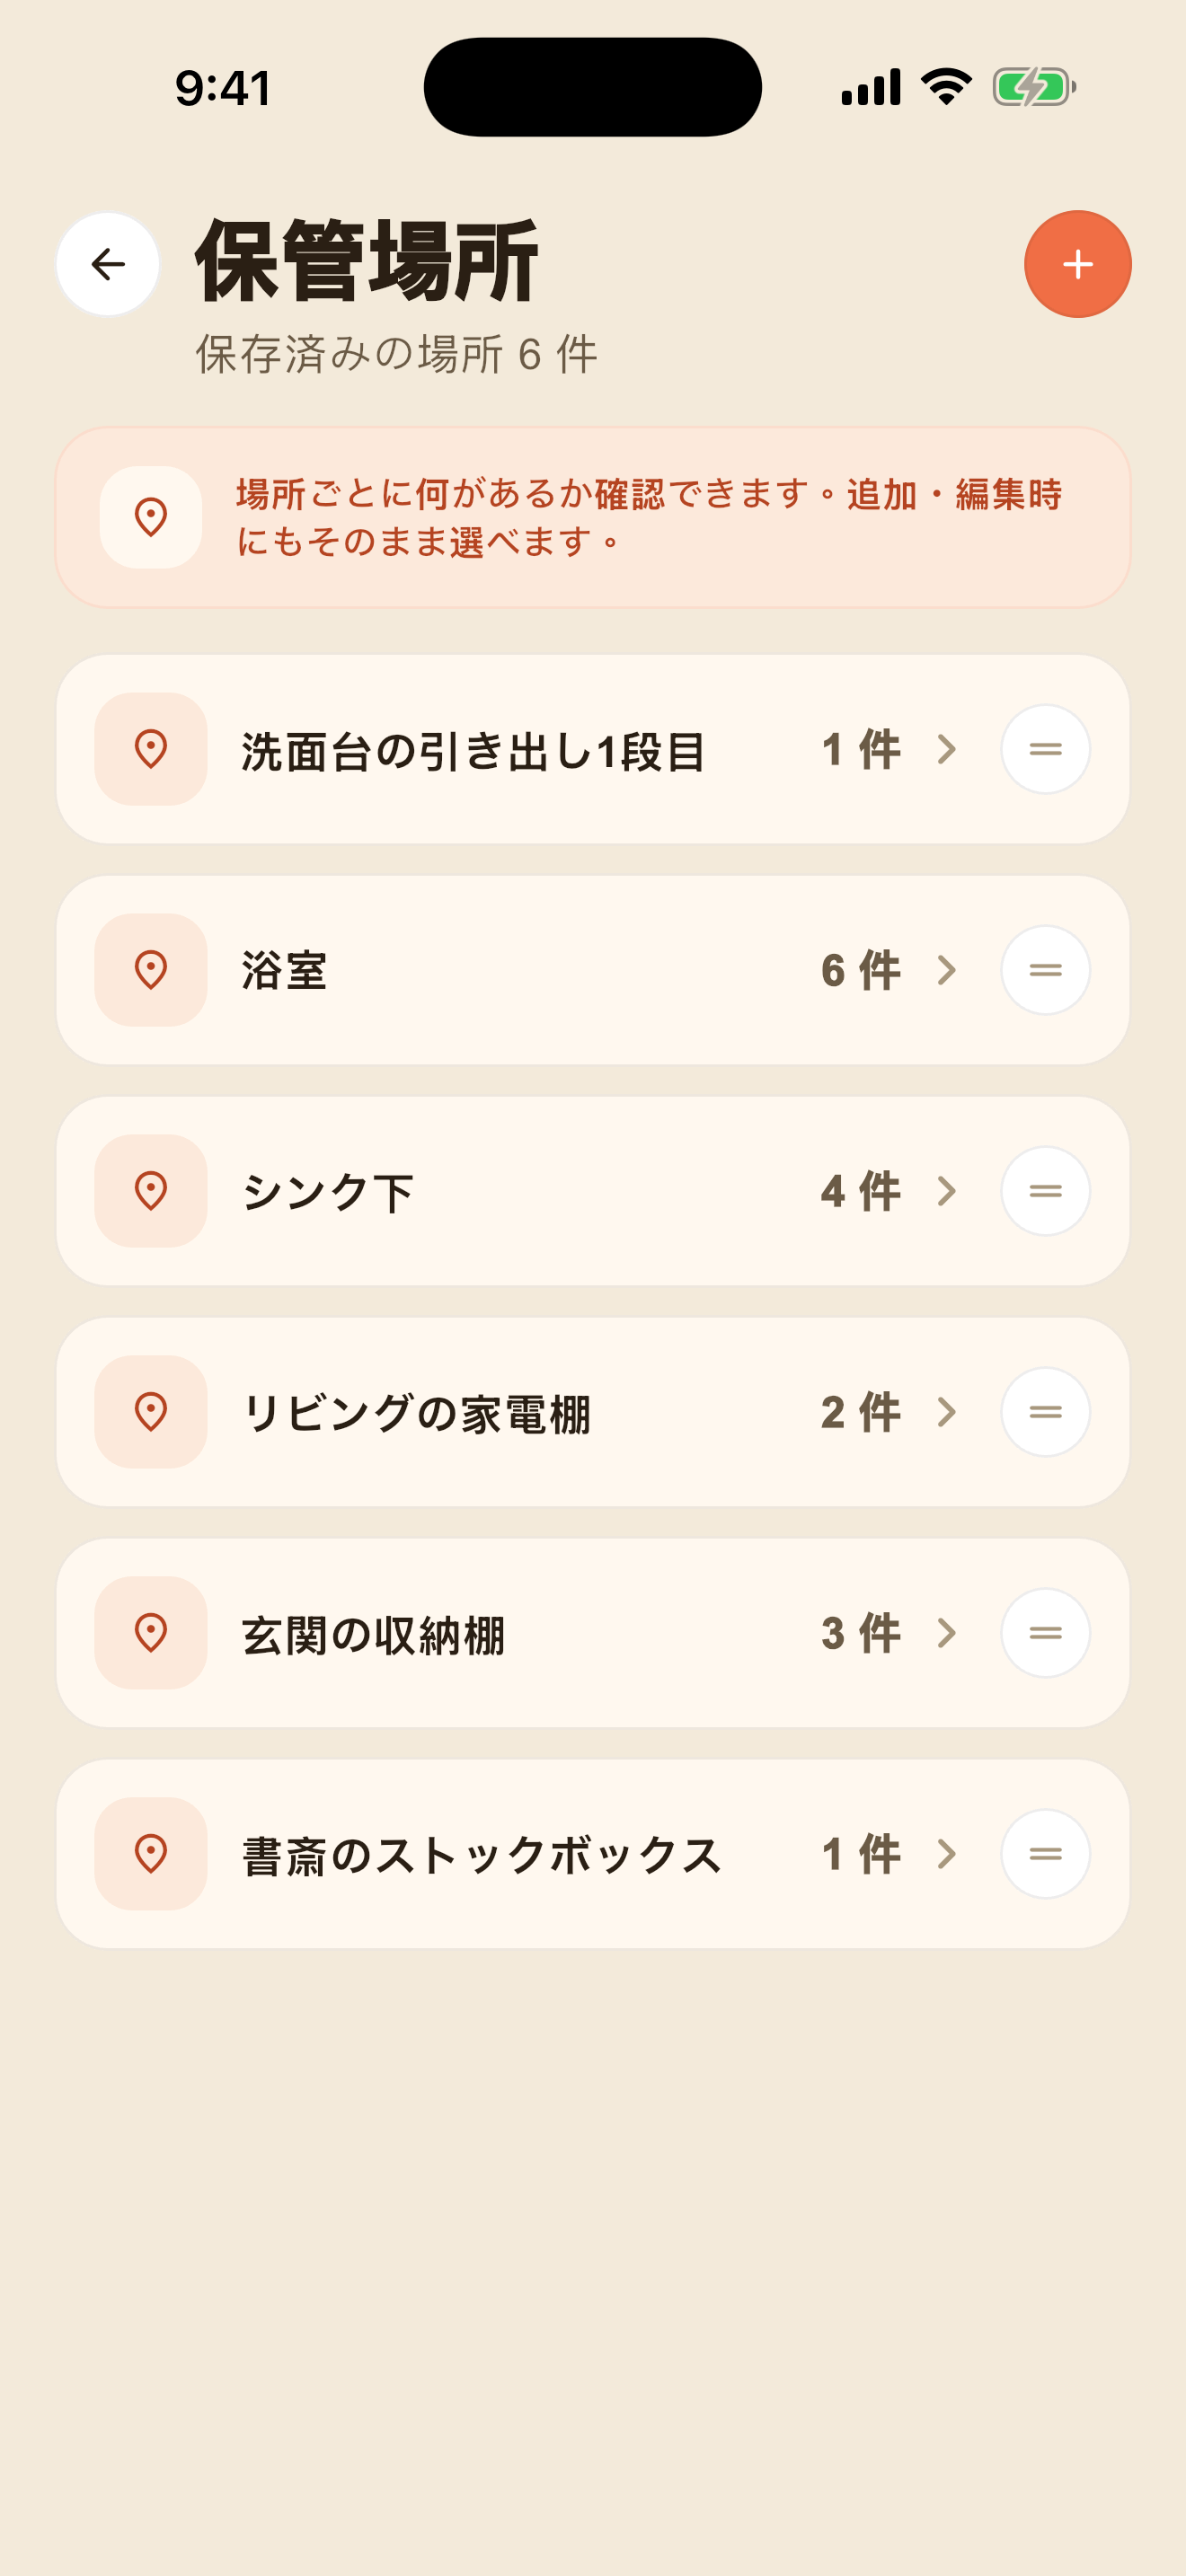 9:41
保管場所
保存済みの場所 6 件
場所ごとに何があるか確認できます。追加・編集時
にもそのまま選べます。
洗面台の引き出し1段目 1 件
浴室 6 件
シンク下 4 件
リビングの家電棚 2 件
玄関の収納棚 3 件
書斎のストックボックス 1 件